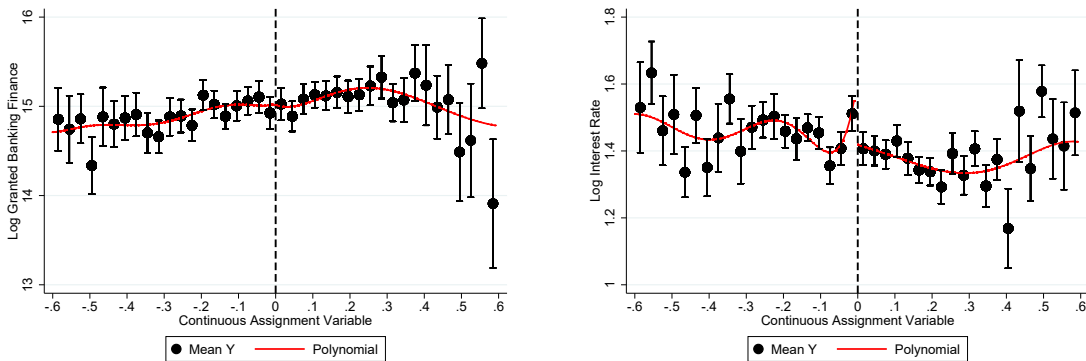 Log Granted Banking Finance
16
15
14
13
-.6 -.5 -.4 -.3 -.2 -.1 0 .1 .2 .3 .4 .5 .6
Continuous Assignment Variable
Mean Y Polynomial
Log Interest Rate
1.8
1.6
1.4
1.2
1
-.6 -.5 -.4 -.3 -.2 -.1 0 .1 .2 .3 .4 .5 .6
Continuous Assignment Variable
Mean Y Polynomial